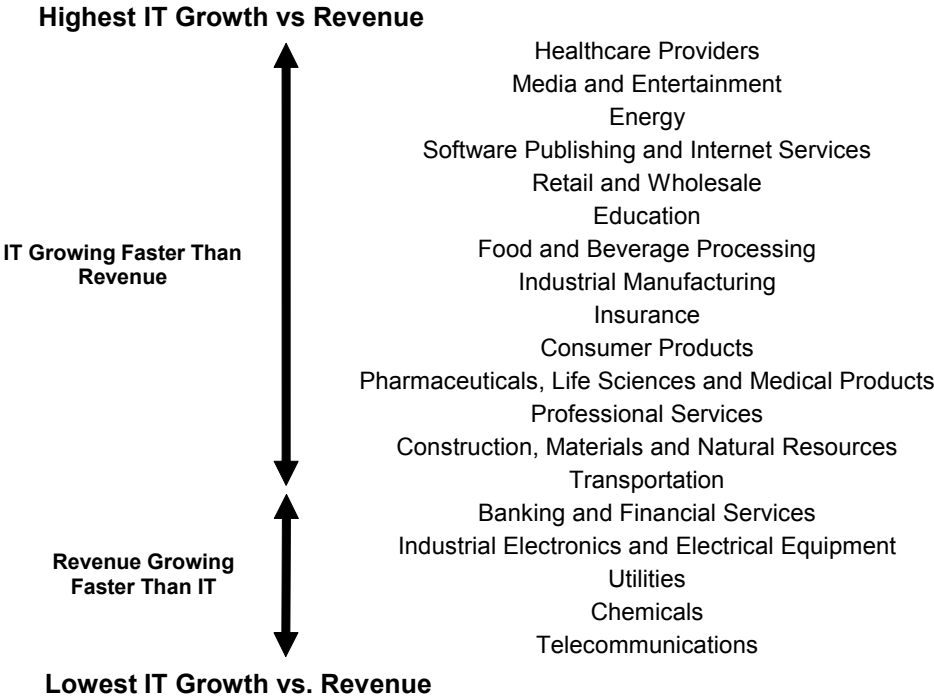 Highest IT Growth vs Revenue
Healthcare Providers
Media and Entertainment
Energy
Software Publishing and Internet Services
Retail and Wholesale
Education
IT Growing Faster Than
Revenue
Food and Beverage Processing
Industrial Manufacturing
Insurance
Consumer Products
Pharmaceuticals, Life Sciences and Medical Products
Professional Services
Construction, Materials and Natural Resources
Transportation
Banking and Financial Services
Industrial Electronics and Electrical Equipment
Revenue Growing
Faster Than IT
Utilities
Chemicals
Telecommunications
Lowest IT Growth vs. Revenue